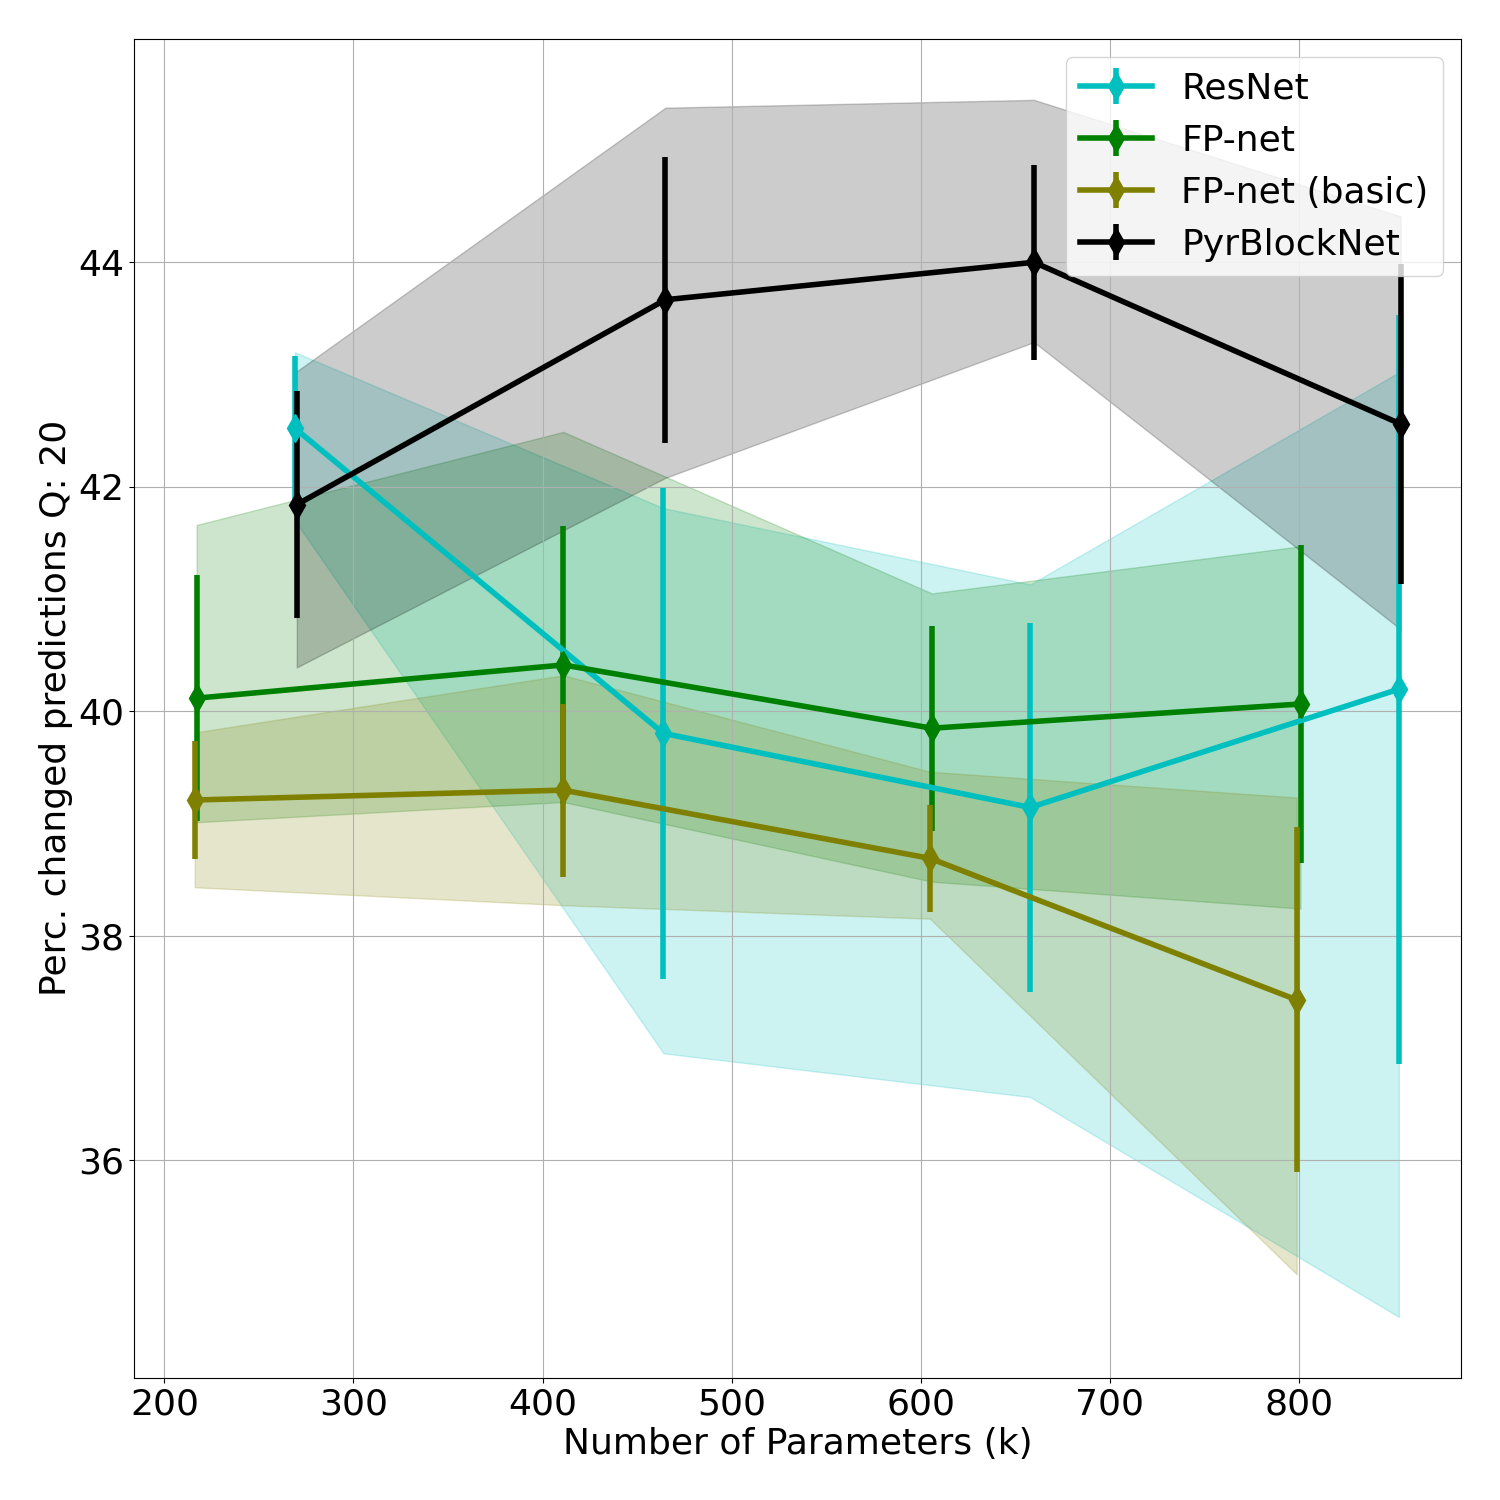 ResNet
FP-net
FP-net (basic)
PyrBlockNet
Perc. changed predictions Q: 20
44
42
40
38
36
200 300 400 500 600 700 800
Number of Parameters (k)